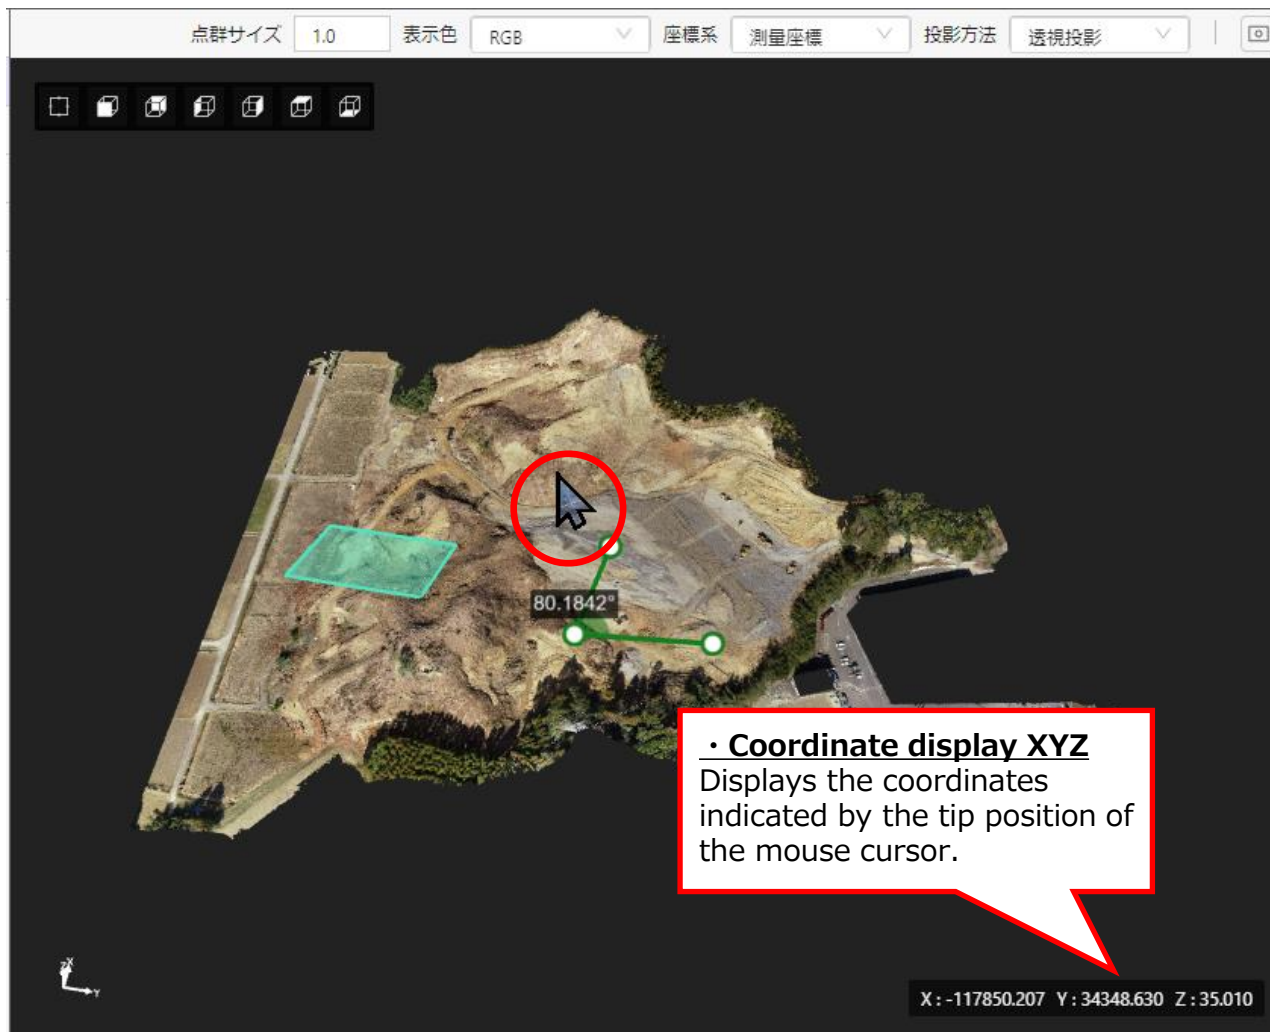 点群サイズ 1.0 表示色 RGB 座標系 測量座標 投影方法 透視投影
80.1842°
・Coordinate display XYZ
Displays the coordinates
indicated by the tip position of
the mouse cursor.
Z X
Y
X : -117850.207 Y : 34348.630 Z : 35.010